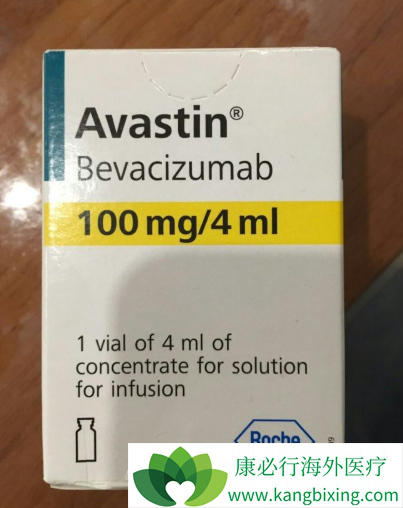 Avastin®
Bevacizumab
100 mg/4 ml
1 vial of 4 ml of
concentrate for solution
for infusion
Roche
康必行海外医疗
www.kangbixing.com